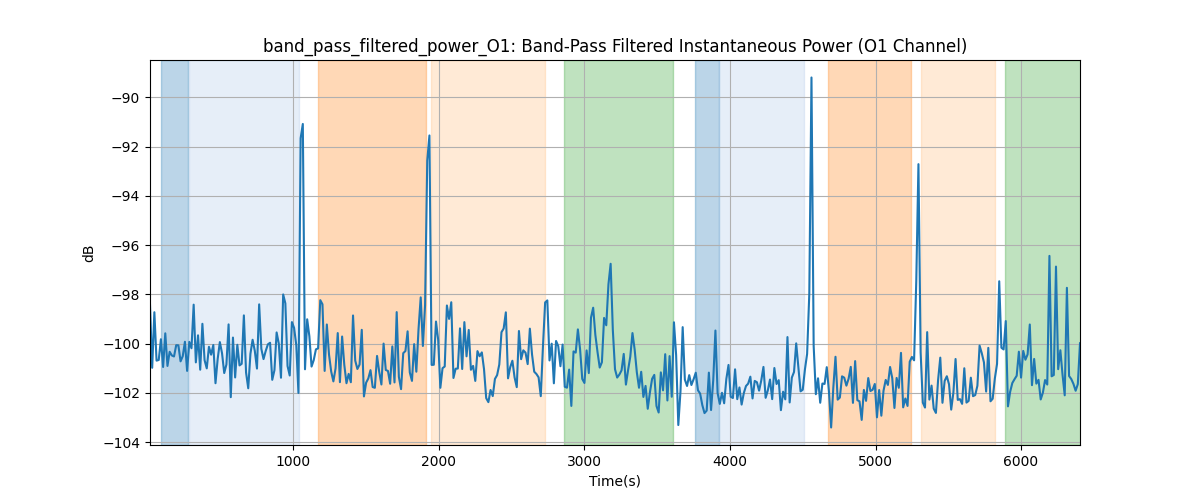 band_pass_filtered_power_O1: Band-Pass Filtered Instantaneous Power (O1 Channel)
−90
−92
−94
−96
−98
−100
−102
−104
dB
1000 2000 3000 4000 5000 6000
Time(s)